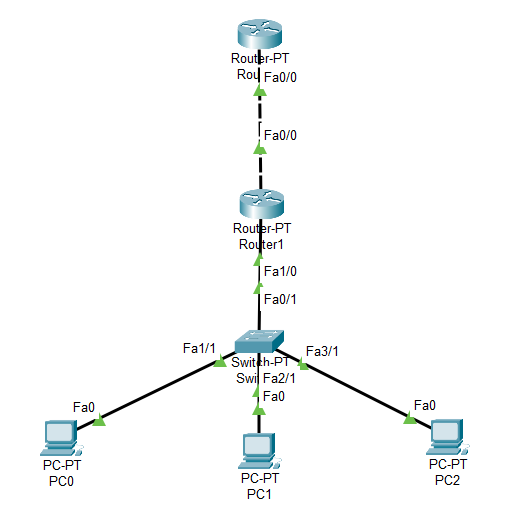 Router-PT
Rou
Fa0/0
Fa0/0
Router-PT
Router1
Fa1/0
Fa0/1
Fa1/1
Switch-PT
Fa3/1
Swi
Fa2/1
Fa0
Fa0
Fa0
PC-PT
PC0
PC-PT
PC1
PC-PT
PC2